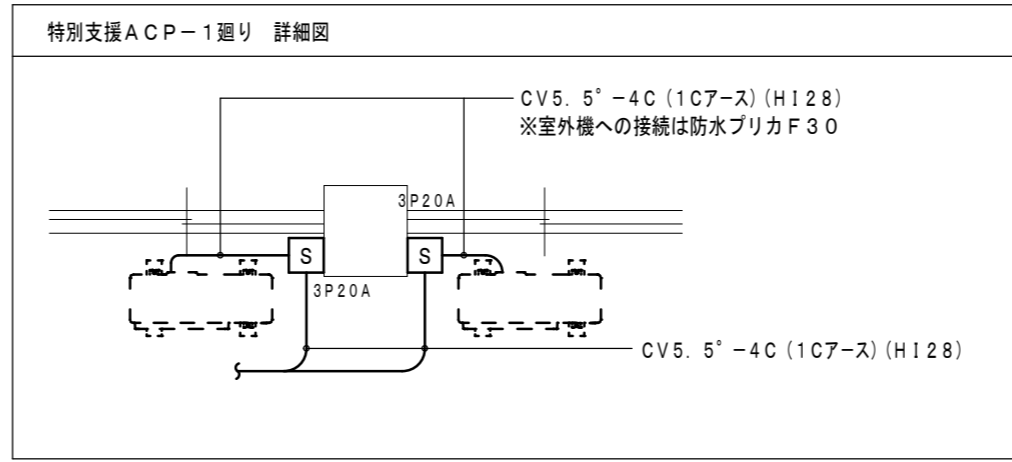 特別支援ＡＣＰ－１廻り　詳細図
CV5.5°－4C (1Cアース) (HI28)
※室外機への接続は防水プリカＦ３０
3P20A
S
S
3P20A
CV5.5°－4C (1Cアース) (HI28)